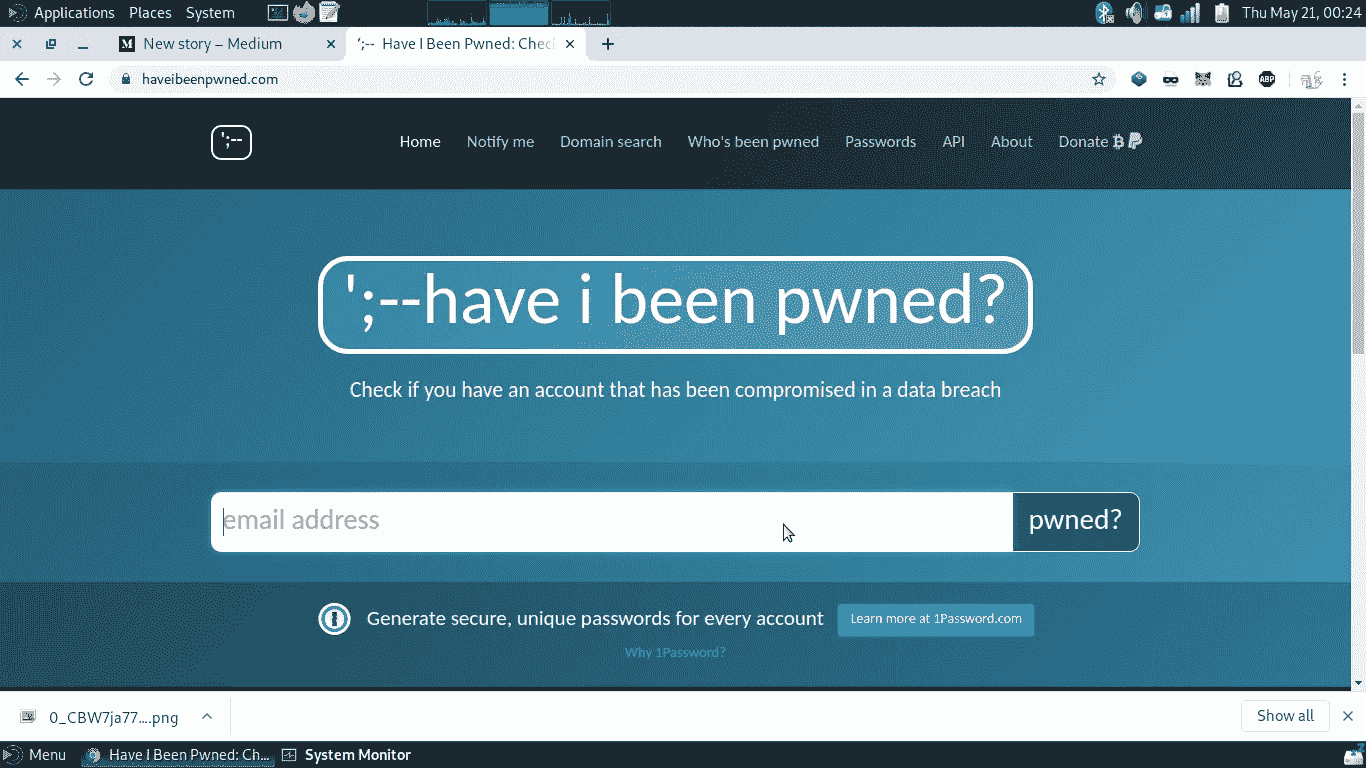 Applications Places System Thu May 21, 00:24
New story – Medium ';-- Have I Been Pwned: Chec
haveibeenpwned.com ABP
';-- Home Notify me Domain search Who's been pwned Passwords API About Donate
';--have i been pwned?
Check if you have an account that has been compromised in a data breach
email address pwned?
Generate secure, unique passwords for every account Learn more at 1Password.com
Why 1Password?
0_CBW7ja77....png Show all
Menu Have I Been Pwned: Ch... System Monitor